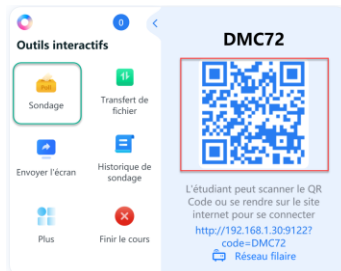 0
Outils interactifs
Poll
Sondage
Transfert de
fichier
Envoyer l'écran
Historique de
sondage
Plus
Finir le cours
DMC72
L'étudiant peut scanner le QR
Code ou se rendre sur le site
internet pour se connecter
http://192.168.1.30:9122?
code=DMC72
Réseau filaire